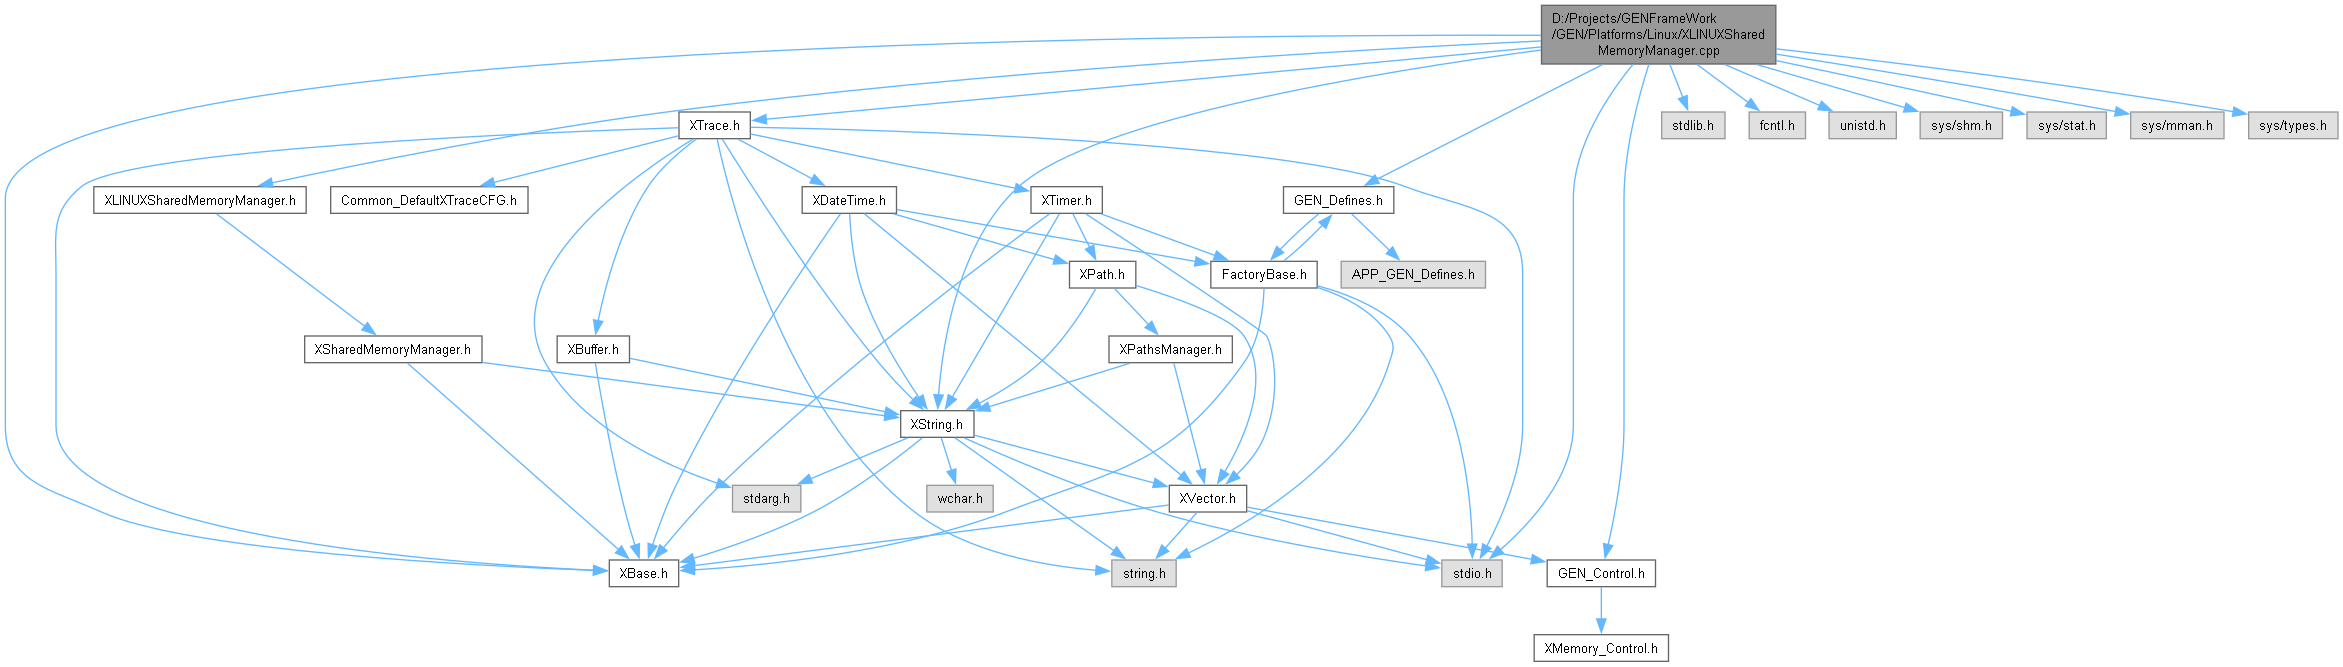 D:/Projects/GENFrameWork
/GEN/Platforms/Linux/XLINUXShared
MemoryManager.cpp
XTrace.h
stdlib.h
fcntl.h
unistd.h
sys/shm.h
sys/stat.h
sys/mman.h
sys/types.h
XLINUXSharedMemoryManager.h
Common_DefaultXTraceCFG.h
XDateTime.h
XTimer.h
GEN_Defines.h
XPath.h
FactoryBase.h
APP_GEN_Defines.h
XSharedMemoryManager.h
XBuffer.h
XPathsManager.h
XString.h
stdarg.h
wchar.h
XVector.h
XBase.h
string.h
stdio.h
GEN_Control.h
XMemory_Control.h